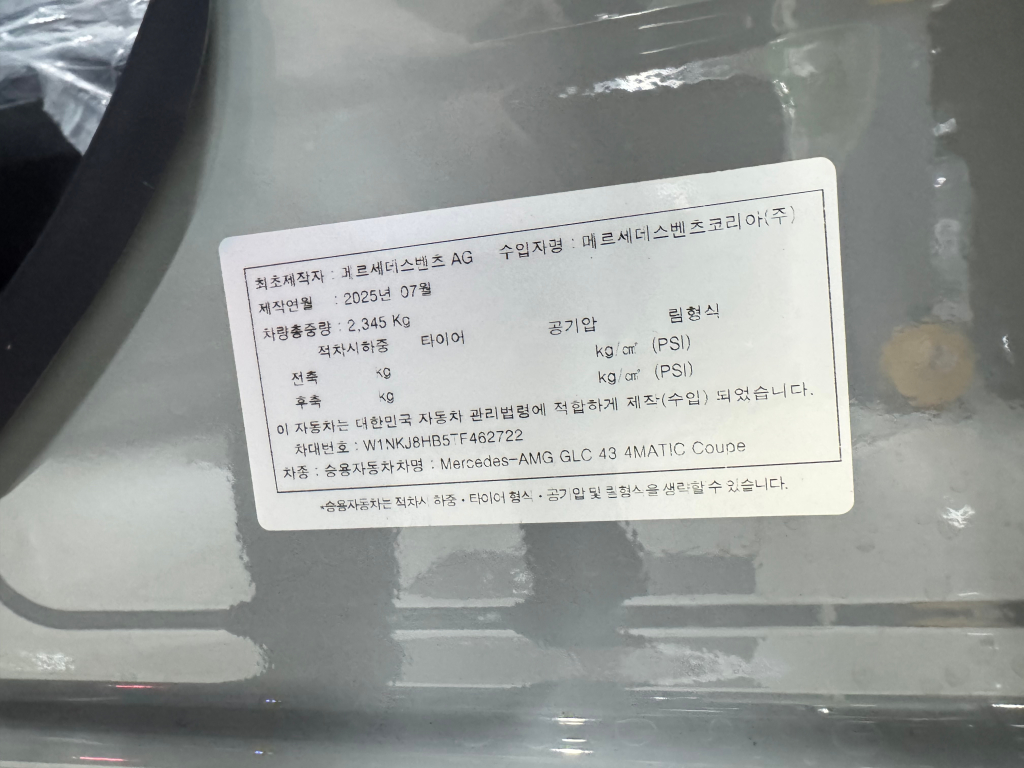 최초제작자 : 메르세데스벤츠 AG 수입자명 : 메르세데스벤츠코리아(주)
제작연월 : 2025년 07월
차량총중량 : 2,345 Kg
적차시하중 타이어 공기압 림형식
전축 kg kg/㎠ (PSI)
후축 kg kg/㎠ (PSI)
이 자동차는 대한민국 자동차 관리법령에 적합하게 제작(수입) 되었습니다.
차대번호 : W1NKJ8HB5TF462722
차종 : 승용자동차차명 : Mercedes-AMG GLC 43 4MATIC Coupe
*승용자동차는 적차시 하중·타이어 형식·공기압 및 림형식을 생략할 수 있습니다.